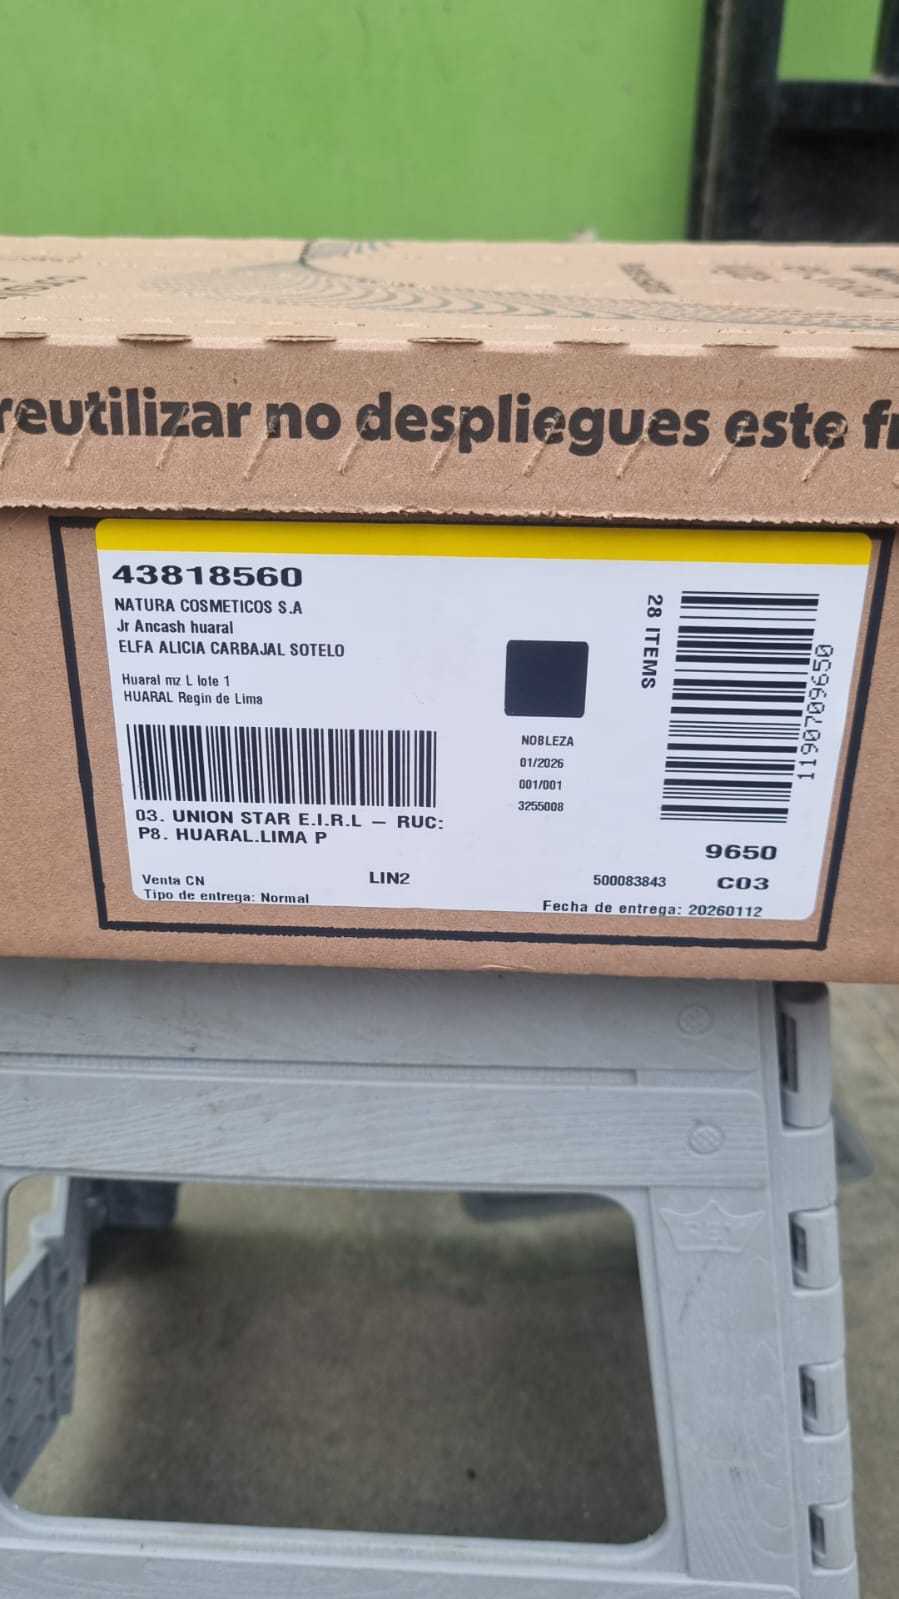 reutilizar no despliegues este
43818560
NATURA COSMETICOS S.A
Jr Ancash huaral
ELFA ALICIA CARBAJAL SOTELO
Huaral mz L lote 1
HUARAL Regin de Lima
28 ITEMS
1190709650
NOBLEZA
01/2026
001/001
3255008
03. UNION STAR E.I.R.L – RUC:
P8. HUARAL.LIMA P
9650
Venta CN
LIN2
500083843
C03
Tipo de entrega: Normal
Fecha de entrega: 20260112